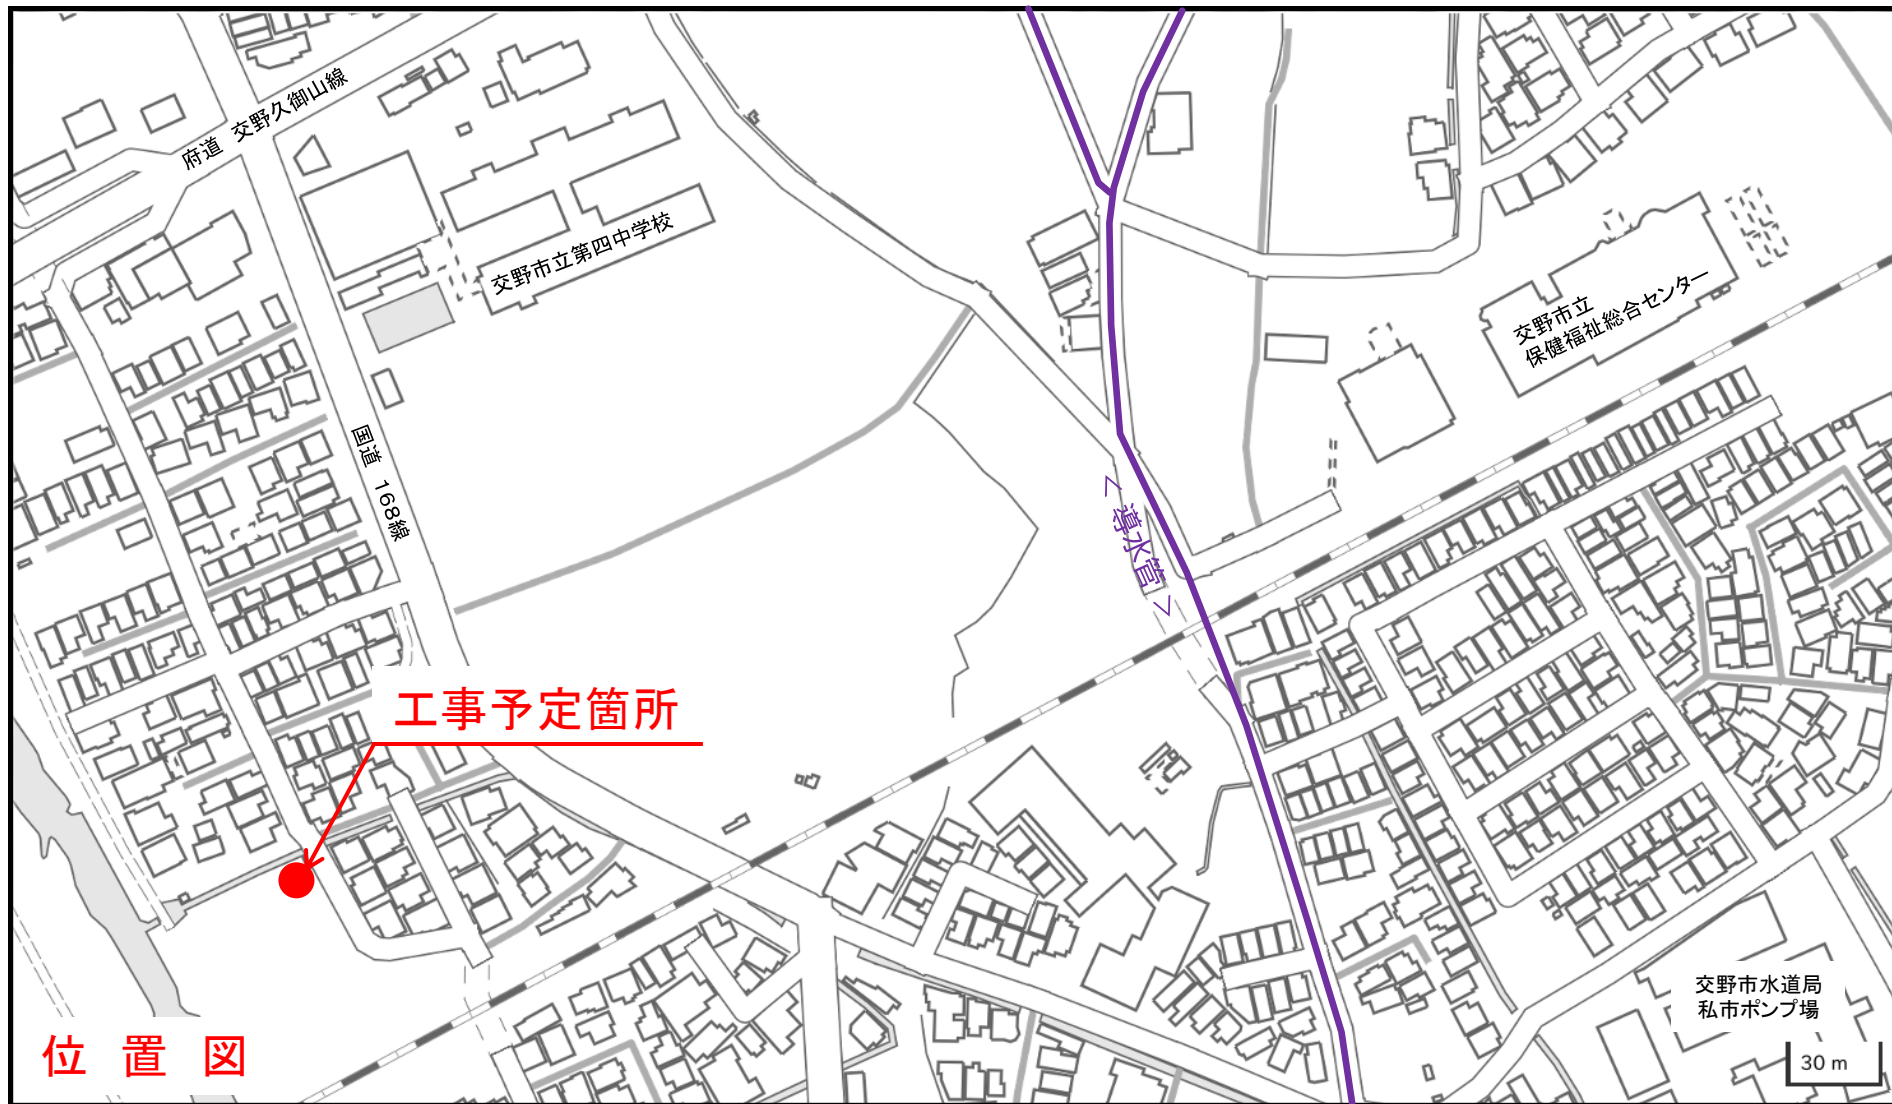 府道 交野久御山線
交野市立第四中学校
交野市立
保健福祉総合センター
国道 168線
＜ 導水管 ＞
工事予定箇所
交野市水道局
私市ポンプ場
位 置 図
30 m